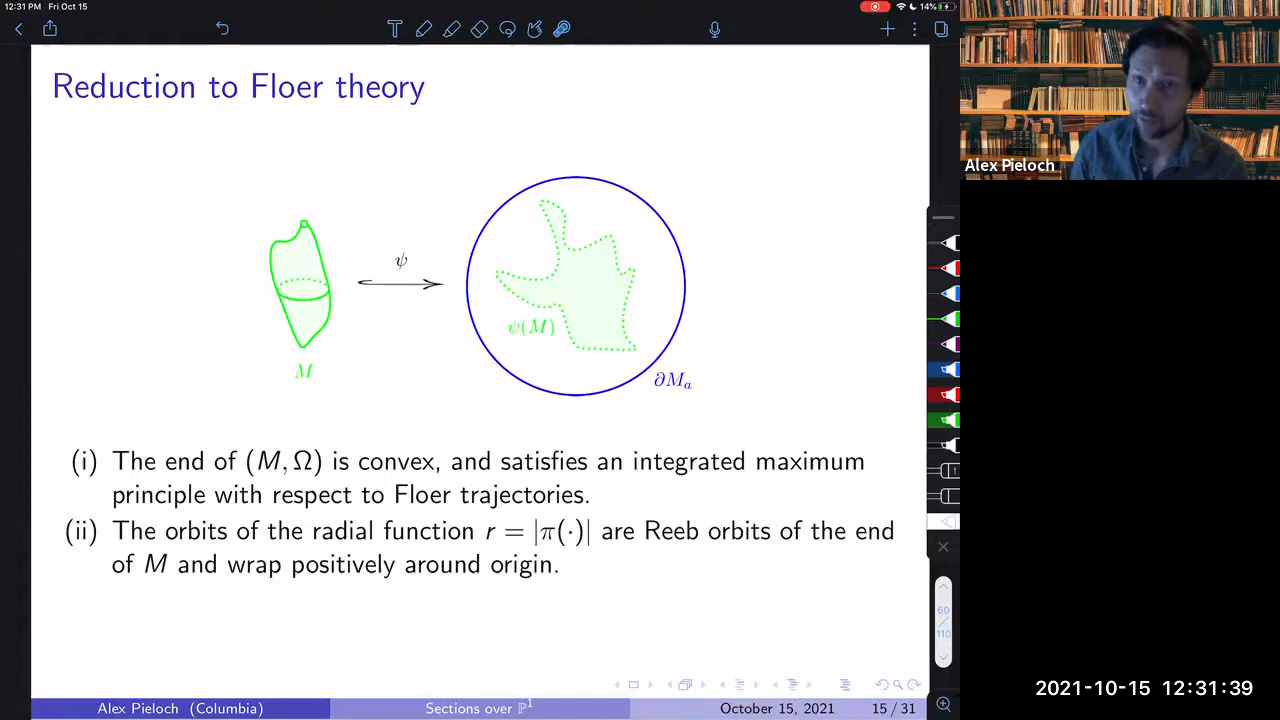 12:31 PM Fri Oct 15
14%
Reduction to Floer theory
ψ
M
ψ(M)
∂Mₐ
(i) The end of (M, Ω) is convex, and satisfies an integrated maximum
principle with respect to Floer trajectories.
(ii) The orbits of the radial function r = |π(·)| are Reeb orbits of the end
of M and wrap positively around origin.
Alex Pieloch (Columbia)
Sections over ℙ¹
October 15, 2021
15 / 31
60
/
110
Alex Pieloch
2021-10-15 12:31:39